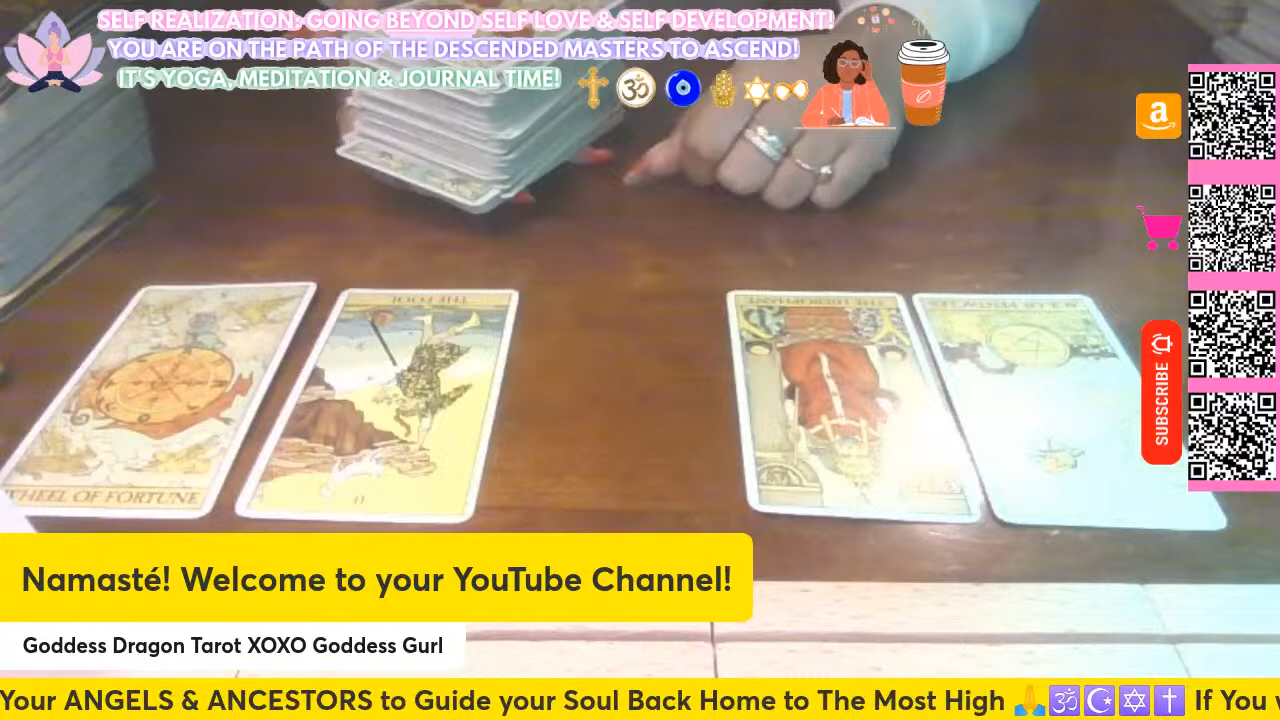 SELF REALIZATION: GOING BEYOND SELF LOVE & SELF DEVELOPMENT!
YOU ARE ON THE PATH OF THE DESCENDED MASTERS TO ASCEND!
IT'S YOGA, MEDITATION & JOURNAL TIME!
a
SUBSCRIBE
THE FOOL
THE HIEROPHANT
WHEEL OF FORTUNE
Namasté! Welcome to your YouTube Channel!
Goddess Dragon Tarot XOXO Goddess Gurl
Your ANGELS & ANCESTORS to Guide your Soul Back Home to The Most High 🙏🕉☪✡✝ If You